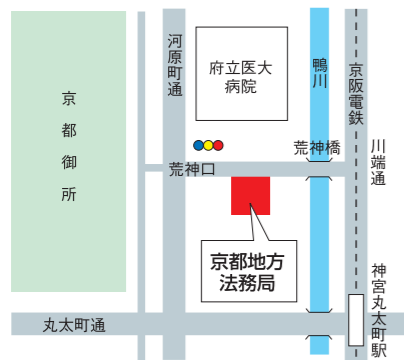 河原町通
府立医大
病院
鴨川
京阪電鉄
京都御所
荒神橋
川端通
荒神口
京都地方
法務局
神宮丸太町駅
丸太町通